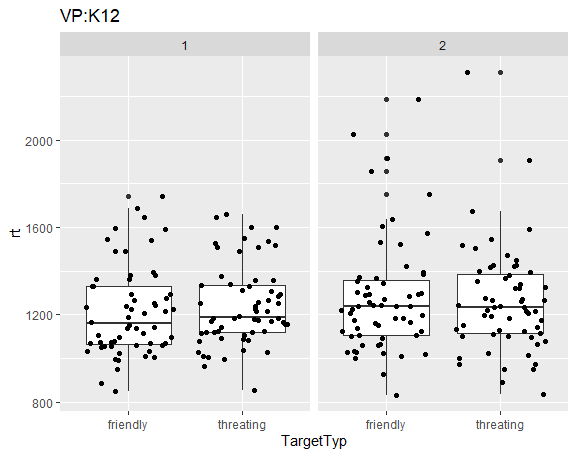 VP:K12
1 2
2000
1600
1200
800
rt
friendly threating friendly threating
TargetTyp